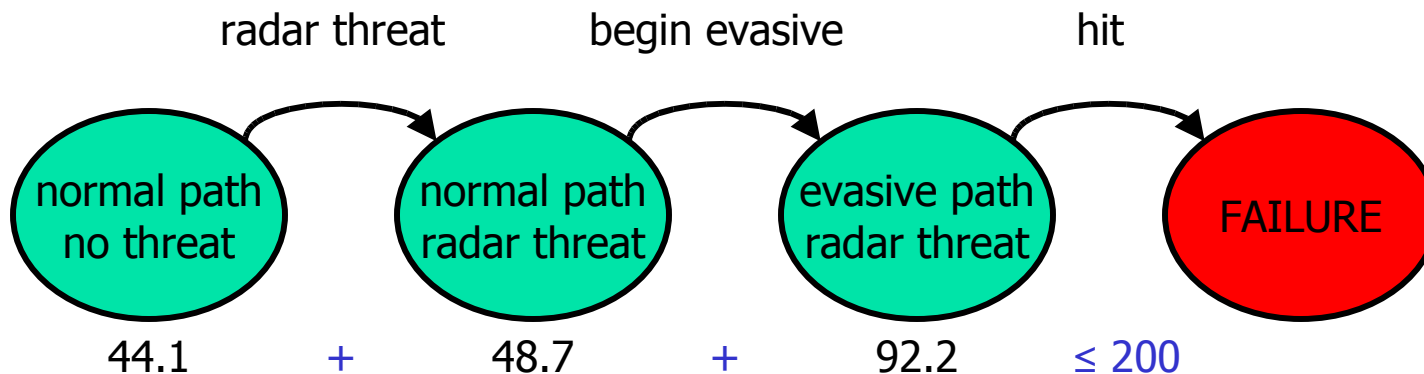 radar threat begin evasive hit
normal path normal path evasive path
no threat radar threat radar threat FAILURE
44.1 + 48.7 + 92.2 ≤ 200